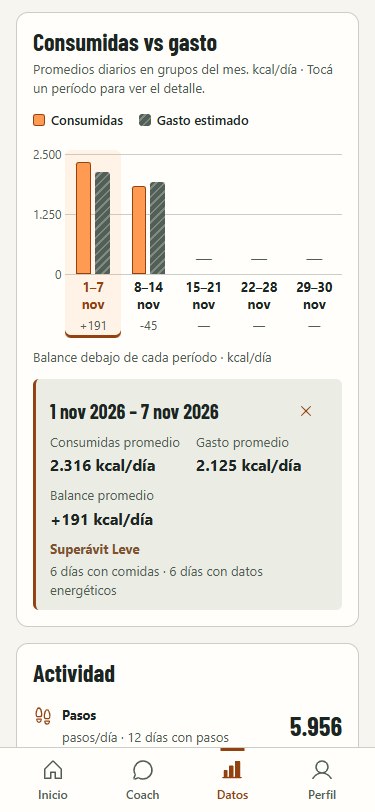 Consumidas vs gasto
Promedios diarios en grupos del mes. kcal/día · Tocá
un período para ver el detalle.
Consumidas Gasto estimado
2.500
1.250
0
1–7 8–14 15–21 22–28 29–30
nov nov nov nov nov
+191 -45 — — —
Balance debajo de cada período · kcal/día
1 nov 2026 – 7 nov 2026
Consumidas promedio Gasto promedio
2.316 kcal/día 2.125 kcal/día
Balance promedio
+191 kcal/día
Superávit Leve
6 días con comidas · 6 días con datos
energéticos
Actividad
Pasos
pasos/día · 12 días con pasos
5.956
Inicio Coach Datos Perfil